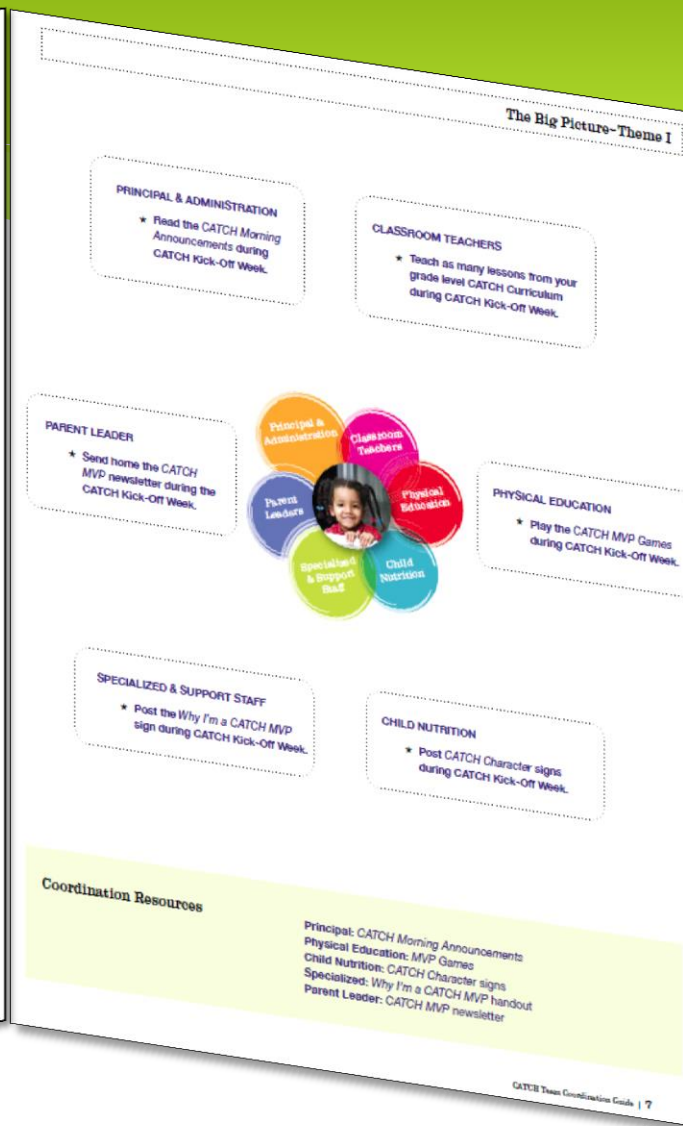 The Big Picture-Theme I
PRINCIPAL & ADMINISTRATION
★ Read the CATCH Morning
Announcements during
CATCH Kick-Off Week.
CLASSROOM TEACHERS
★ Teach as many lessons from your
grade level CATCH Curriculum
during CATCH Kick-Off Week.
PARENT LEADER
★ Send home the CATCH
MVP newsletter during the
CATCH Kick-Off Week.
Principal &
Administration
Classroom
Teachers
Parent
Leaders
Physical
Education
Specialized
& Support
Staff
Child
Nutrition
PHYSICAL EDUCATION
★ Play the CATCH MVP Games
during CATCH Kick-Off Week.
SPECIALIZED & SUPPORT STAFF
★ Post the Why I'm a CATCH MVP
sign during CATCH Kick-Off Week.
CHILD NUTRITION
★ Post CATCH Character signs
during CATCH Kick-Off Week.
Coordination Resources
Principal: CATCH Morning Announcements
Physical Education: MVP Games
Child Nutrition: CATCH Character signs
Specialized: Why I'm a CATCH MVP handout
Parent Leader: CATCH MVP newsletter
CATCH Team Coordination Guide | 7